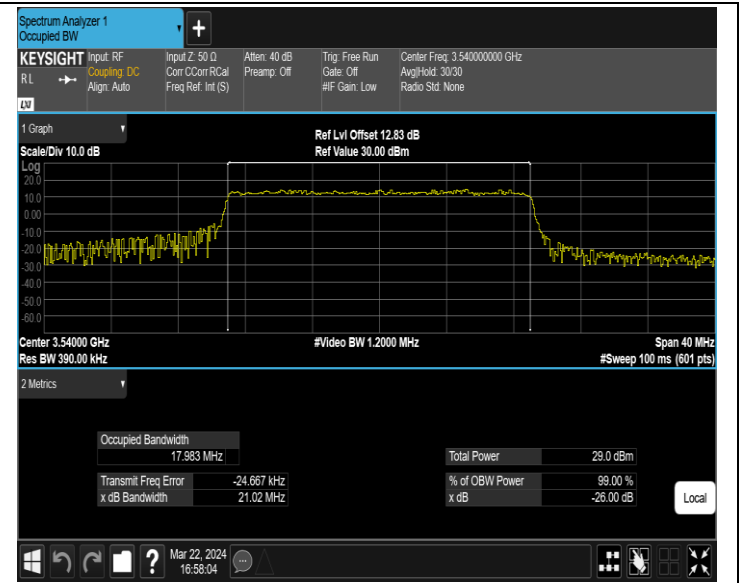 Spectrum Analyzer 1
Occupied BW
KEYSIGHT
R L
LXI
Input: RF
Coupling: DC
Align: Auto
Input Z: 50 Ω
Corr CCorr RCal
Freq Ref: Int (S)
Atten: 40 dB
Preamp: Off
Trig: Free Run
Gate: Off
#IF Gain: Low
Center Freq: 3.540000000 GHz
Avg|Hold: 30/30
Radio Std: None
1 Graph
Scale/Div 10.0 dB
Ref Lvl Offset 12.83 dB
Ref Value 30.00 dBm
Log
20.0
10.0
0.00
-10.0
-20.0
-30.0
-40.0
-50.0
-60.0
Center 3.54000 GHz
Res BW 390.00 kHz
#Video BW 1.2000 MHz
Span 40 MHz
#Sweep 100 ms (601 pts)
2 Metrics
Occupied Bandwidth
17.983 MHz
Transmit Freq Error -24.667 kHz
x dB Bandwidth 21.02 MHz
Total Power 29.0 dBm
% of OBW Power 99.00 %
x dB -26.00 dB
Local
?
Mar 22, 2024
16:58:04